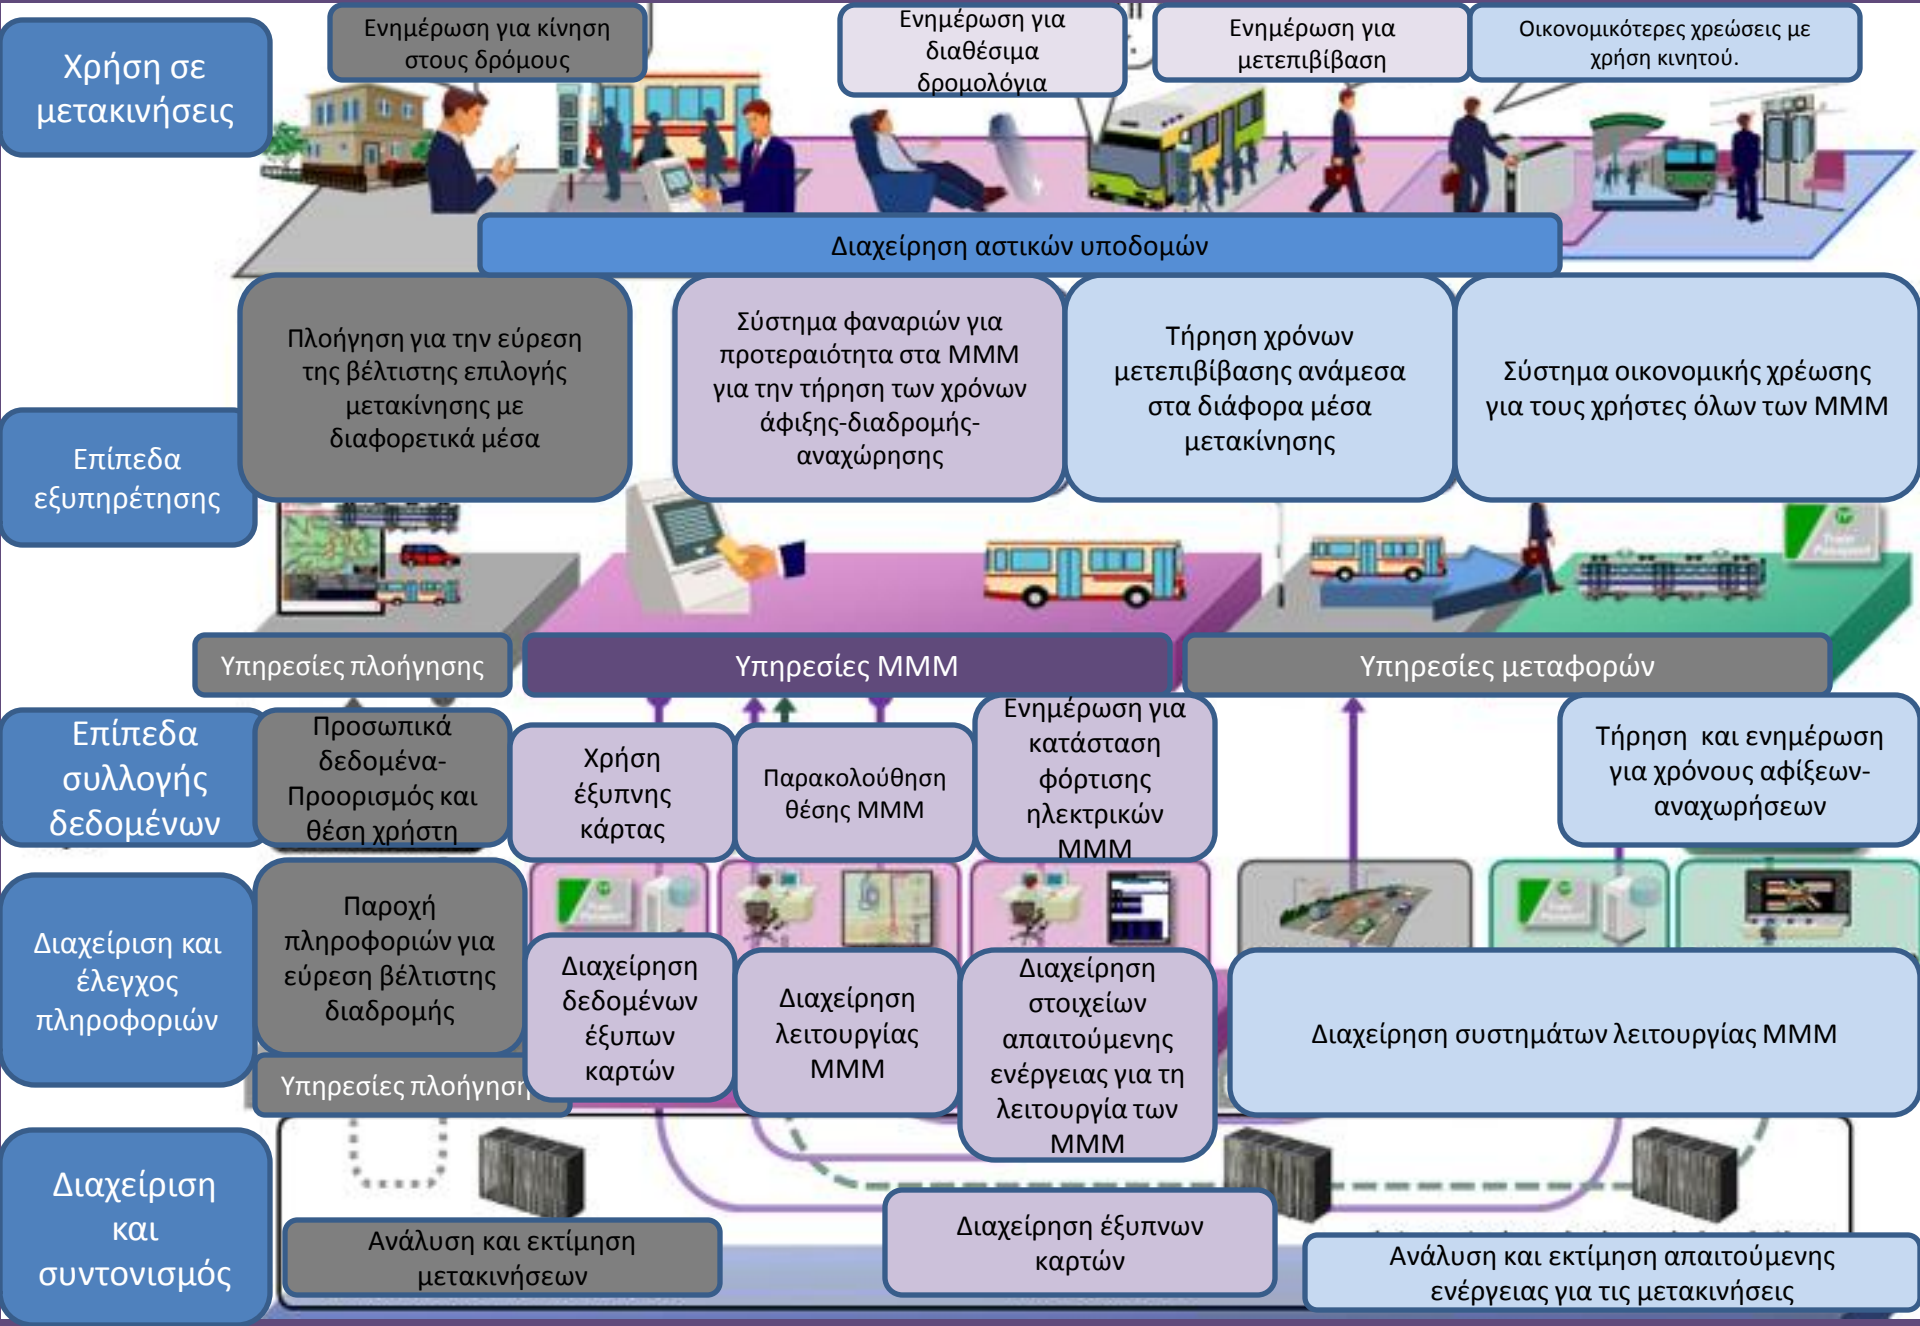 Χρήση σε
μετακινήσεις
Ενημέρωση για κίνηση
στους δρόμους
Ενημέρωση για
διαθέσιμα
δρομολόγια
Ενημέρωση για
μετεπιβίβαση
Οικονομικότερες χρεώσεις με
χρήση κινητού.
Διαχείρηση αστικών υποδομών
Επίπεδα
εξυπηρέτησης
Πλοήγηση για την εύρεση
της βέλτιστης επιλογής
μετακίνησης με
διαφορετικά μέσα
Σύστημα φαναριών για
προτεραιότητα στα ΜΜΜ
για την τήρηση των χρόνων
άφιξης-διαδρομής-
αναχώρησης
Τήρηση χρόνων
μετεπιβίβασης ανάμεσα
στα διάφορα μέσα
μετακίνησης
Σύστημα οικονομικής χρέωσης
για τους χρήστες όλων των ΜΜΜ
Υπηρεσίες πλοήγησης
Υπηρεσίες ΜΜΜ
Υπηρεσίες μεταφορών
Επίπεδα
συλλογής
δεδομένων
Προσωπικά
δεδομένα-
Προορισμός και
θέση χρήστη
Χρήση
έξυπνης
κάρτας
Παρακολούθηση
θέσης ΜΜΜ
Ενημέρωση για
κατάσταση
φόρτισης
ηλεκτρικών
ΜΜΜ
Τήρηση και ενημέρωση
για χρόνους αφίξεων-
αναχωρήσεων
Διαχείριση και
έλεγχος
πληροφοριών
Παροχή
πληροφοριών για
εύρεση βέλτιστης
διαδρομής
Υπηρεσίες πλοήγηση
Διαχείρηση
δεδομένων
έξυπων
καρτών
Διαχείρηση
λειτουργίας
ΜΜΜ
Διαχείρηση
στοιχείων
απαιτούμενης
ενέργειας για τη
λειτουργία των
ΜΜΜ
Διαχείρηση συστημάτων λειτουργίας ΜΜΜ
Διαχείριση
και
συντονισμός
Ανάλυση και εκτίμηση
μετακινήσεων
Διαχείρηση έξυπνων
καρτών
Ανάλυση και εκτίμηση απαιτούμενης
ενέργειας για τις μετακινήσεις